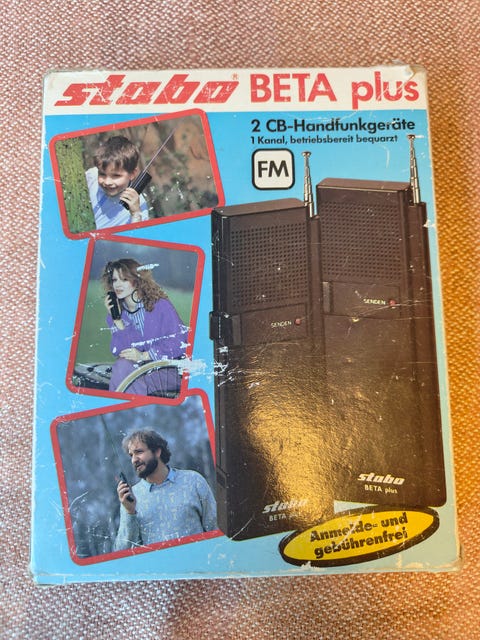 stabo® BETA plus
2 CB-Handfunkgeräte
1 Kanal, betriebsbereit bequarzt
FM
SENDEN
SENDEN
stabo
BETA plus
stabo
BETA
Anmelde- und
gebührenfrei